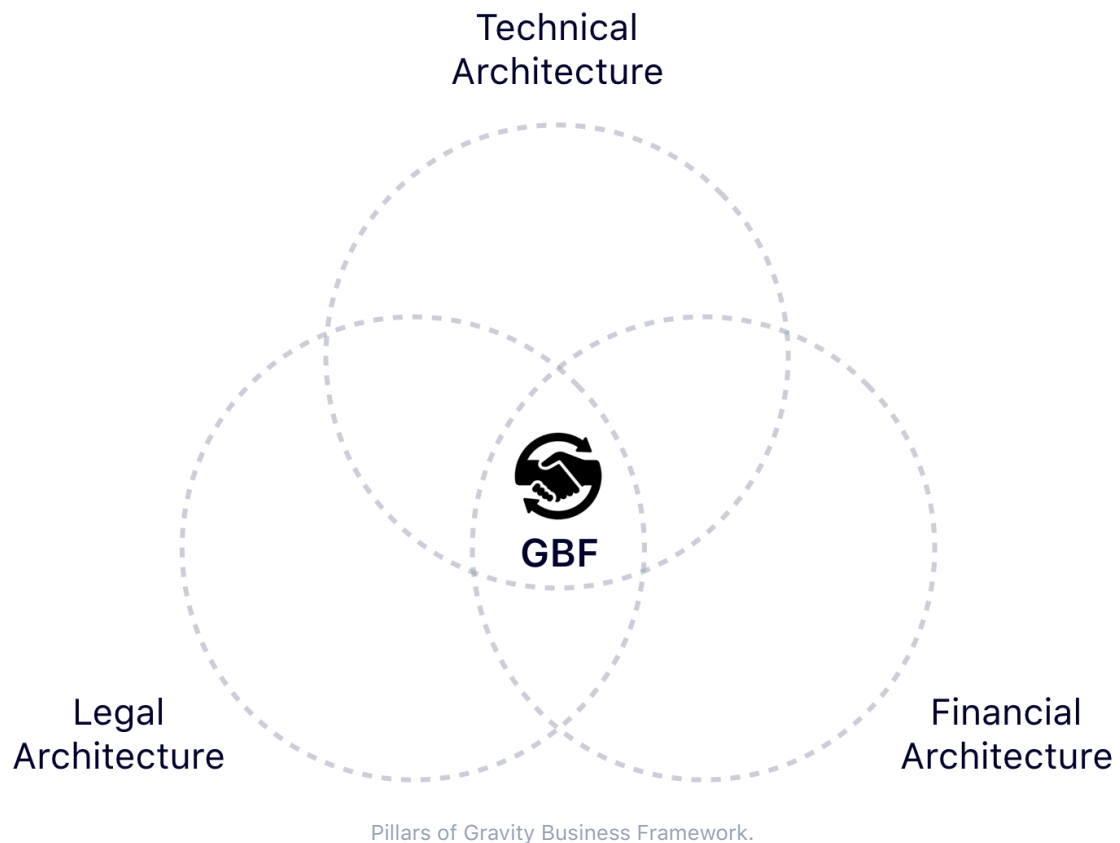 Technical
Architecture
GBF
Legal
Architecture
Financial
Architecture
Pillars of Gravity Business Framework.